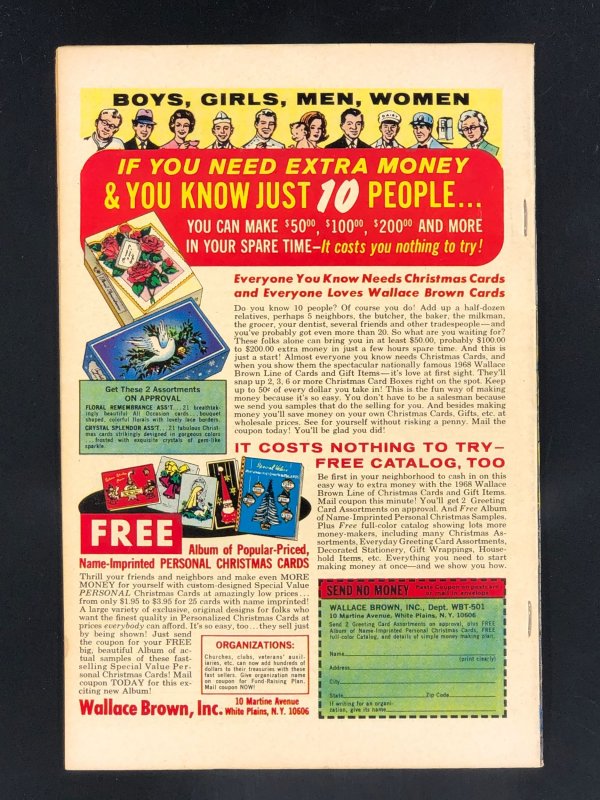 BOYS, GIRLS, MEN, WOMEN
DAIRY
IF YOU NEED EXTRA MONEY
& YOU KNOW JUST 10 PEOPLE...
YOU CAN MAKE $50⁰⁰, $100⁰⁰, $200⁰⁰ AND MORE
IN YOUR SPARE TIME–It costs you nothing to try!
Everyone You Know Needs Christmas Cards
and Everyone Loves Wallace Brown Cards
Do you know 10 people? Of course you do! Add up a half-dozen
relatives, perhaps 5 neighbors, the butcher, the baker, the milkman,
the grocer, your dentist, several friends and other tradespeople—and
you've probably got even more than 20. So what are you waiting for?
These folks alone can bring you in at least $50.00, probably $100.00
to $200.00 extra money in just a few hours spare time. And this is
just a start! Almost everyone you know needs Christmas Cards, and
when you show them the spectacular nationally famous 1968 Wallace
Brown Line of Cards and Gift Items—it's love at first sight. They'll
snap up 2, 3, 6 or more Christmas Card Boxes right on the spot. Keep
up to 50¢ of every dollar you take in! This is the fun way of making
money because it's so easy. You don't have to be a salesman because
we send you samples that do the selling for you. And besides making
money you'll save money on your own Christmas Cards, Gifts, etc. at
wholesale prices. See for yourself without risking a penny. Mail the
coupon today! You'll be glad you did!
Get These 2 Assortments
ON APPROVAL
FLORAL REMEMBRANCE ASS'T...21 breathtak-
ingly beautiful All Occasion cards...bouquet
shaped, colorful florals with lovely lace borders.
CRYSTAL SPLENDOR ASS'T...21 fabulous Christ-
mas cards strikingly designed in gorgeous colors
...frosted with exquisite crystals of gem-like
sparkle.
IT COSTS NOTHING TO TRY–
FREE CATALOG, TOO
Be first in your neighborhood to cash in on this
easy way to extra money with the 1968 Wallace
Brown Line of Christmas Cards and Gift Items.
Mail coupon this minute! You'll get 2 Greeting
Card Assortments on approval. And Free Album
of Name-Imprinted Personal Christmas Samples.
Plus Free full-color catalog showing lots more
money-makers, including many Christmas As-
sortments, Everyday Greeting Card Assortments,
Decorated Stationery, Gift Wrappings, House-
hold Items, etc. Everything you need to start
making money at once—and we show you how.
Special Value
FREE
Album of Popular-Priced,
Name-Imprinted PERSONAL CHRISTMAS CARDS
Thrill your friends and neighbors and make even MORE
MONEY for yourself with custom designed Special Value
PERSONAL Christmas Cards at amazingly low prices...
from only $1.95 to $3.95 for 25 cards with name imprinted!
A large variety of exclusive, original designs for folks who
want the finest quality in Personalized Christmas Cards at
prices everybody can afford. It's so easy, too...they sell just
by being shown! Just send
the coupon for your FREE
big, beautiful Album of ac-
tual samples of these fast-
selling Special Value Per-
sonal Christmas Cards! Mail
coupon TODAY for this ex-
citing new Album!
ORGANIZATIONS:
Churches, clubs, veterans' auxil-
iaries, etc. can now add hundreds of
dollars to their treasuries with these
fast sellers. Give organization name
on coupon for Fund-Raising Plan.
Mail coupon NOW!
Wallace Brown, Inc. 10 Martine Avenue
White Plains, N. Y. 10606
SEND NO MONEY Paste Coupon on postcard
or mail in envelope
WALLACE BROWN, INC., Dept. WBT-501
10 Martine Avenue, White Plains, N. Y. 10606
Send 2 Greeting Card Assortments on approval, plus FREE
Album of Name-Imprinted Personal Christmas Cards, FREE
full-color Catalog, and details of simple money making plan.
Name
(print clearly)
Address
City
State Zip Code
If writing for an organi-
zation, give its name